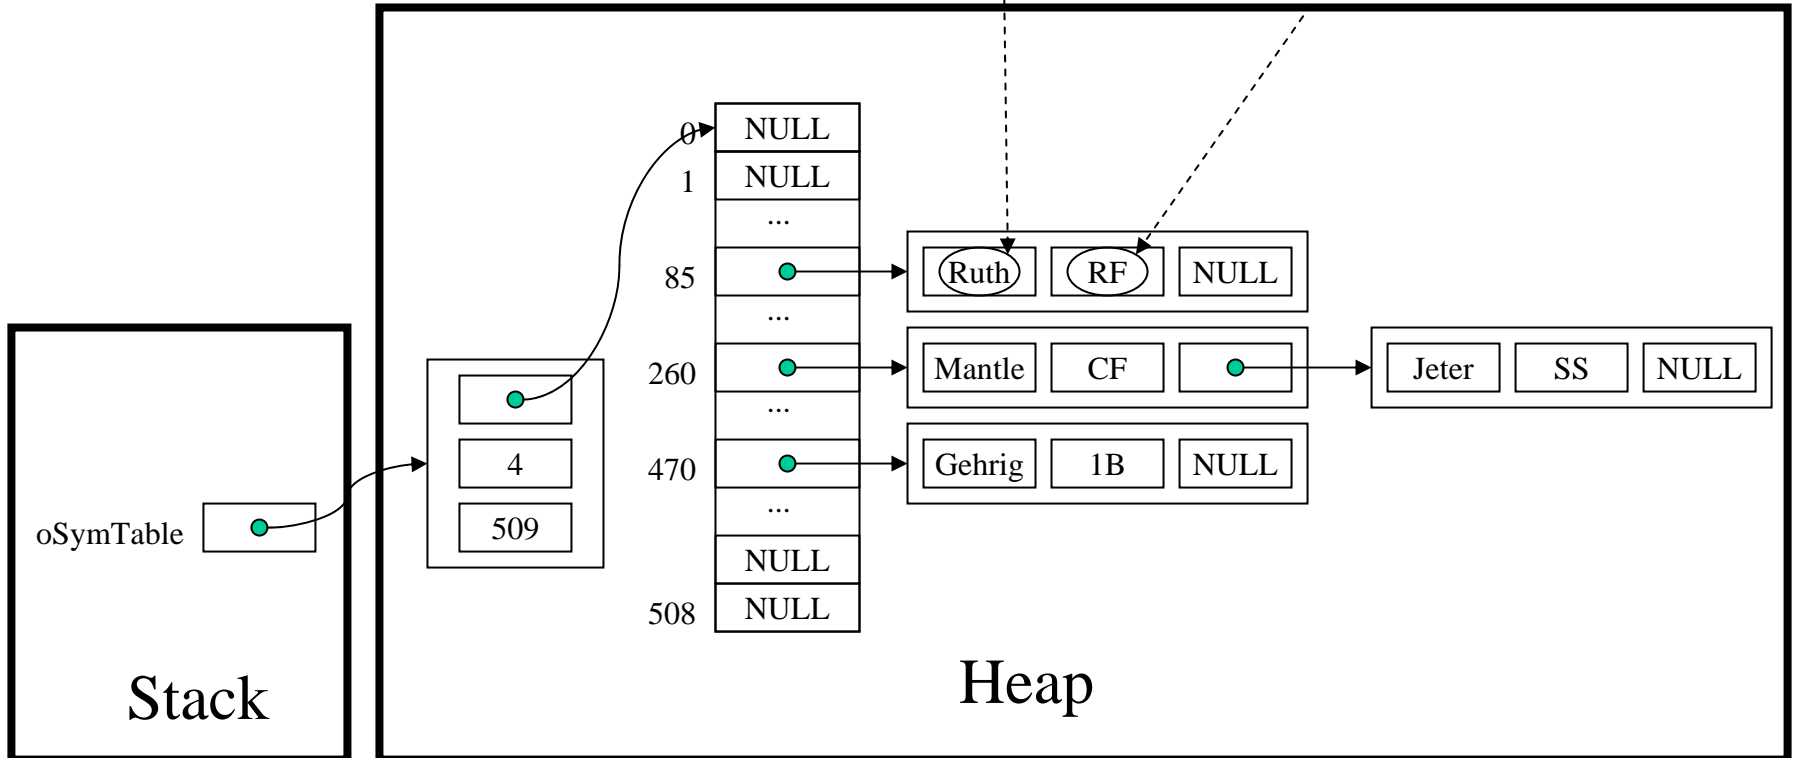 0 NULL
1 NULL
...
85 Ruth RF NULL
...
260 Mantle CF Jeter SS NULL
...
4
470 Gehrig 1B NULL
...
509
oSymTable
NULL
508 NULL
Stack
Heap